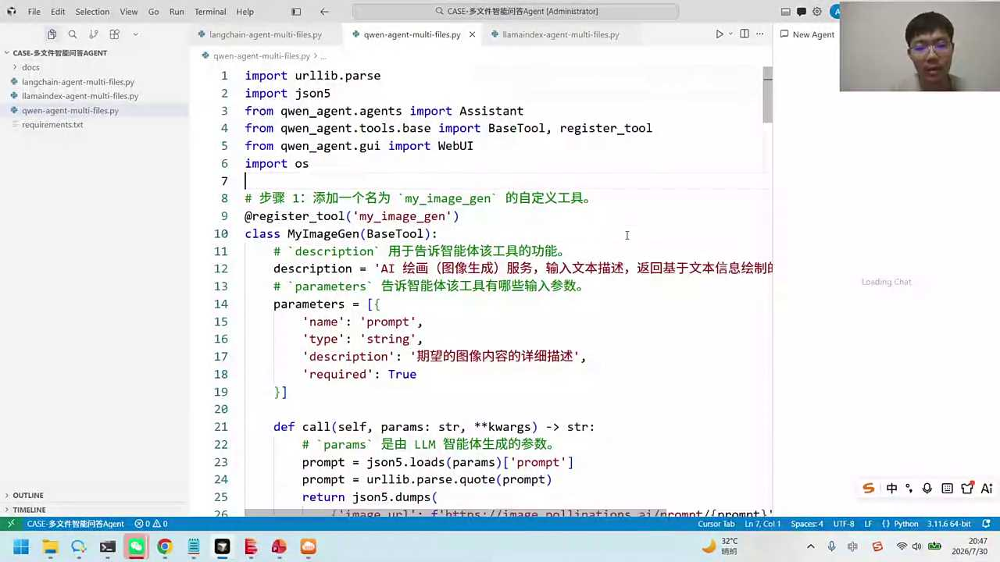 File Edit Selection View Go Run Terminal Help
CASE-多文件智能问答Agent [Administrator]
langchain-agent-multi-files.py
qwen-agent-multi-files.py
llamaindex-agent-multi-files.py
New Agent
CASE-多文件智能问答AGENT
docs
langchain-agent-multi-files.py
llamaindex-agent-multi-files.py
qwen-agent-multi-files.py
requirements.txt
qwen-agent-multi-files.py > ...
1 import urllib.parse
2 import json5
3 from qwen_agent.agents import Assistant
4 from qwen_agent.tools.base import BaseTool, register_tool
5 from qwen_agent.gui import WebUI
6 import os
7
8 # 步骤 1：添加一个名为 `my_image_gen` 的自定义工具。
9 @register_tool('my_image_gen')
10 class MyImageGen(BaseTool):
11 # `description` 用于告诉智能体该工具的功能。
12 description = 'AI 绘画（图像生成）服务，输入文本描述，返回基于文本信息绘制的
13 # `parameters` 告诉智能体该工具有哪些输入参数。
14 parameters = [{
15 'name': 'prompt',
16 'type': 'string',
17 'description': '期望的图像内容的详细描述',
18 'required': True
19 }]
20
21 def call(self, params: str, **kwargs) -> str:
22 # `params` 是由 LLM 智能体生成的参数。
23 prompt = json5.loads(params)['prompt']
24 prompt = urllib.parse.quote(prompt)
25 return json5.dumps(
26 {'image_url': f'https://image.pollinations.ai/prompt/{prompt}'
Loading Chat
中
OUTLINE
TIMELINE
CASE-多文件智能问答Agent 0 0
Cursor Tab Ln 7, Col 1 Spaces: 4 UTF-8 LF {} Python 3.11.6 64-bit
32°C
晴朗
中
20:47
2026/7/30